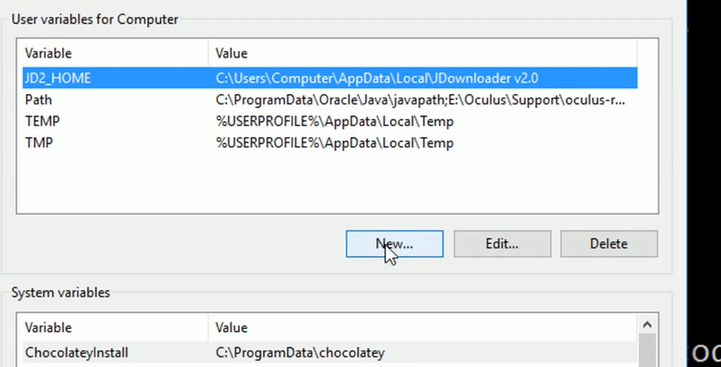 User variables for Computer
Variable Value
JD2_HOME C:\Users\Computer\AppData\Local\JDownloader v2.0
Path C:\ProgramData\Oracle\Java\javapath;E:\Oculus\Support\oculus-r...
TEMP %USERPROFILE%\AppData\Local\Temp
TMP %USERPROFILE%\AppData\Local\Temp
New... Edit... Delete
System variables
Variable Value
ChocolateyInstall C:\ProgramData\chocolatey